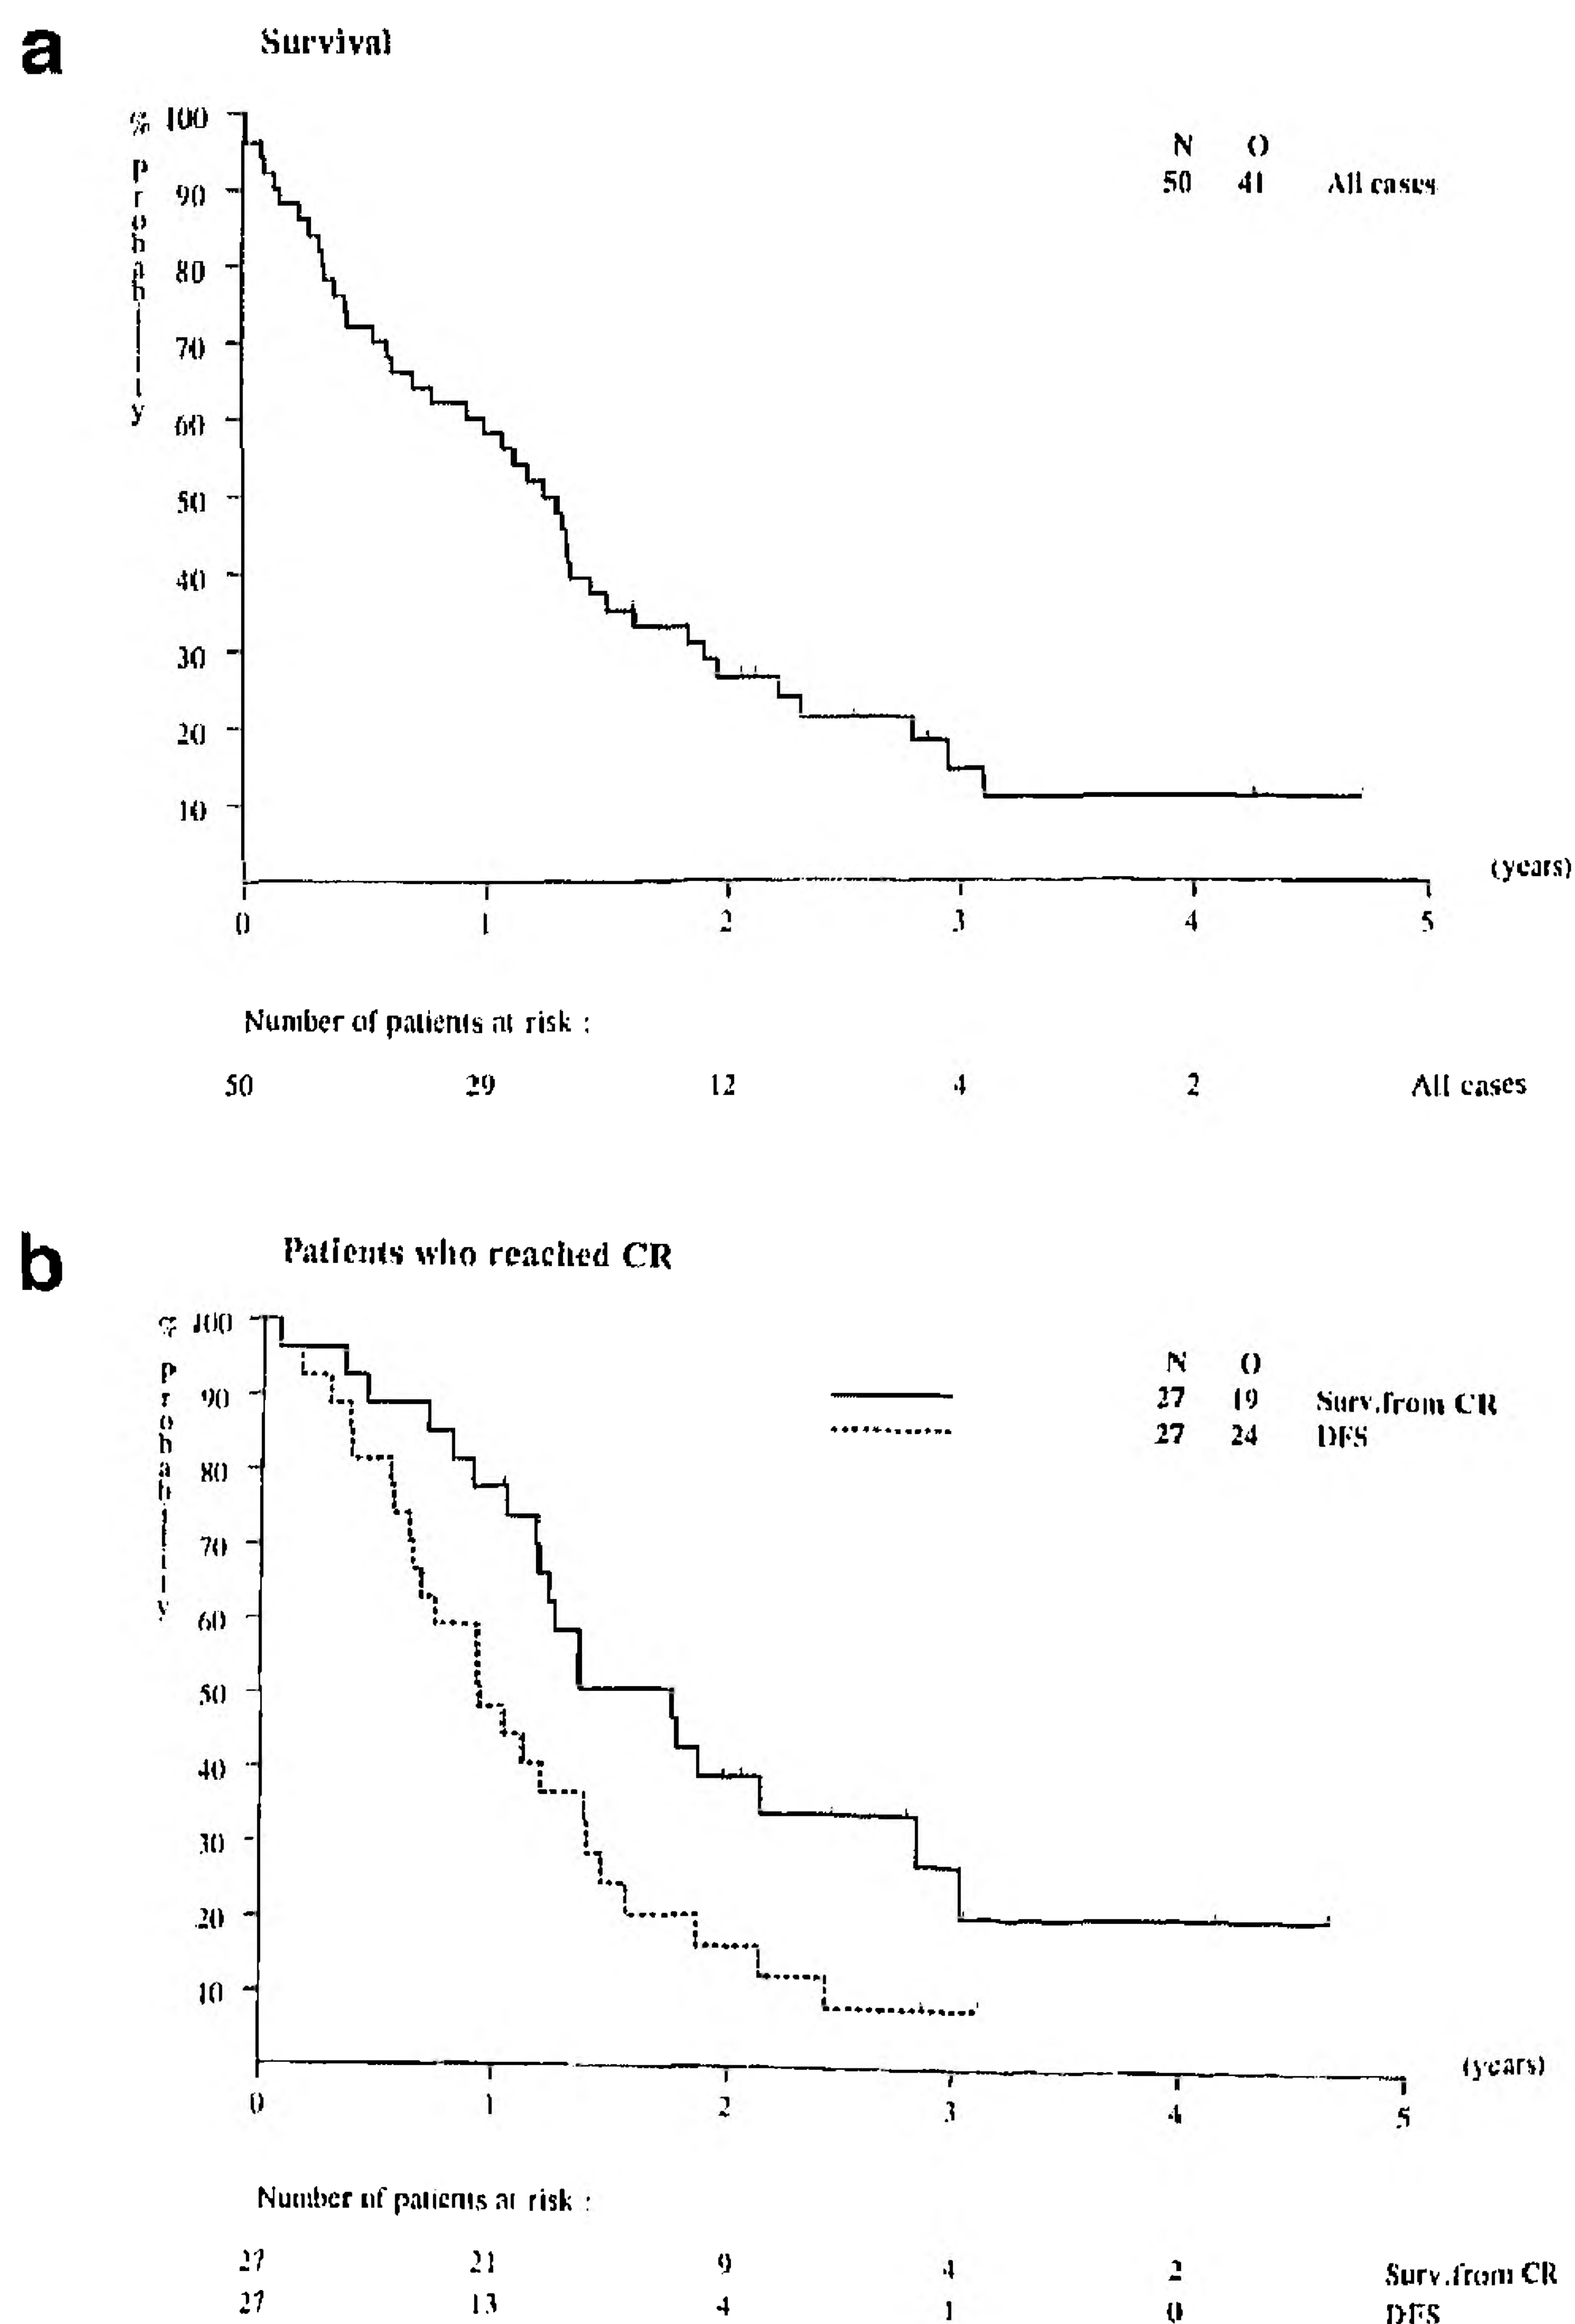 a
Survival
% Probability
100
90
80
70
60
50
40
30
20
10
N O
50 41 All cases
(years)
0 1 2 3 4 5
Number of patients at risk :
50 29 12 4 2 All cases
b
Patients who reached CR
% Probability
100
90
80
70
60
50
40
30
20
10
N O
27 19 Surv.from CR
27 24 DFS
(years)
0 1 2 3 4 5
Number of patients at risk :
27 21 9 4 2 Surv.from CR
27 13 4 1 0 DFS